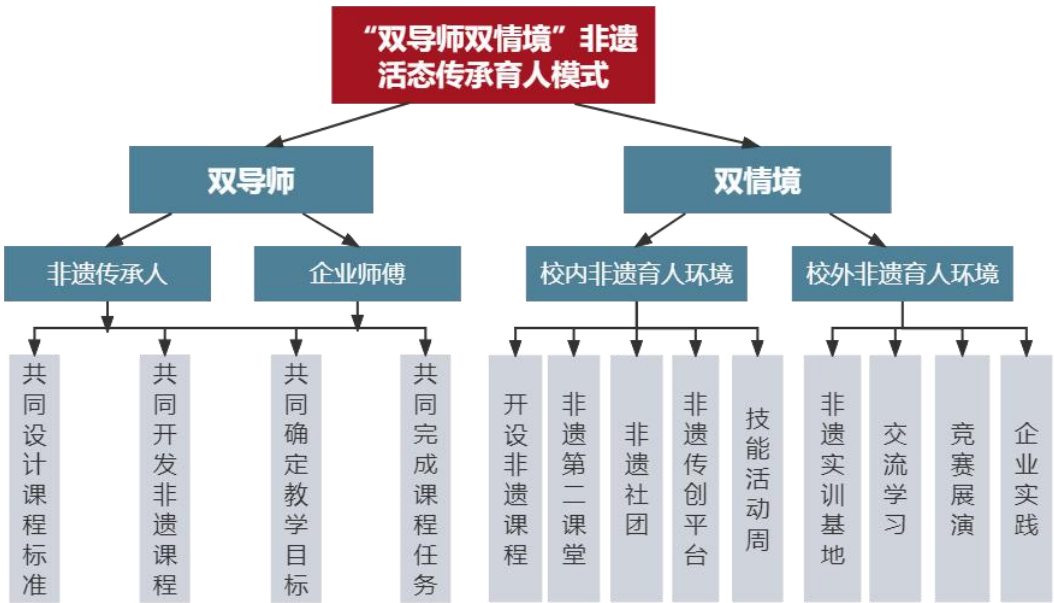 “双导师双情境”非遗
活态传承育人模式
双导师
双情境
非遗传承人
企业师傅
校内非遗育人环境
校外非遗育人环境
共同设计课程标准
共同开发非遗课程
共同确定教学目标
共同完成课程任务
开设非遗课程
非遗第二课堂
非遗社团
非遗传创平台
技能活动周
非遗实训基地
交流学习
竞赛展演
企业实践